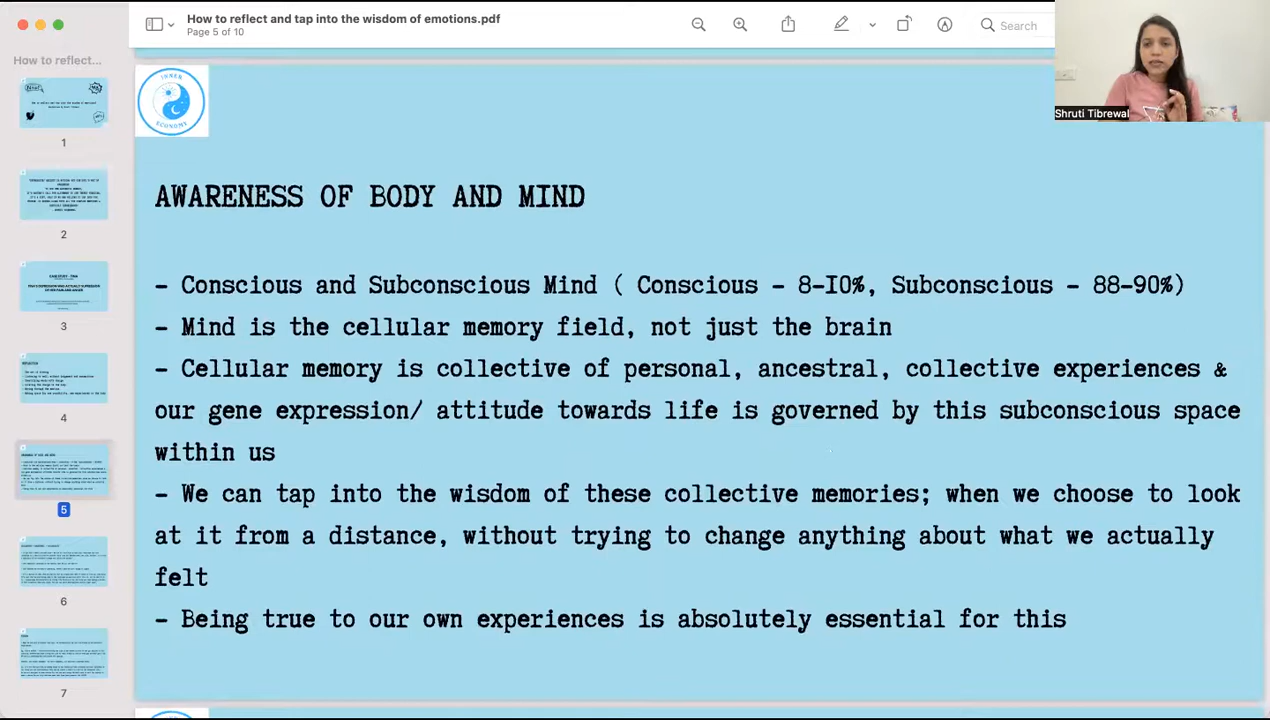 How to reflect and tap into the wisdom of emotions.pdf
Page 5 of 10
Search
How to reflect...
Shruti Tibrewal
INNER
ECONOMY
AWARENESS OF BODY AND MIND
- Conscious and Subconscious Mind ( Conscious - 8-I0%, Subconscious - 88-90%)
- Mind is the cellular memory field, not just the brain
- Cellular memory is collective of personal, ancestral, collective experiences &
our gene expression/ attitude towards life is governed by this subconscious space
within us
- We can tap into the wisdom of these collective memories; when we choose to look
at it from a distance, without trying to change anything about what we actually
felt
- Being true to our own experiences is absolutely essential for this
1
2
3
REFLECTION
4
5
6
7